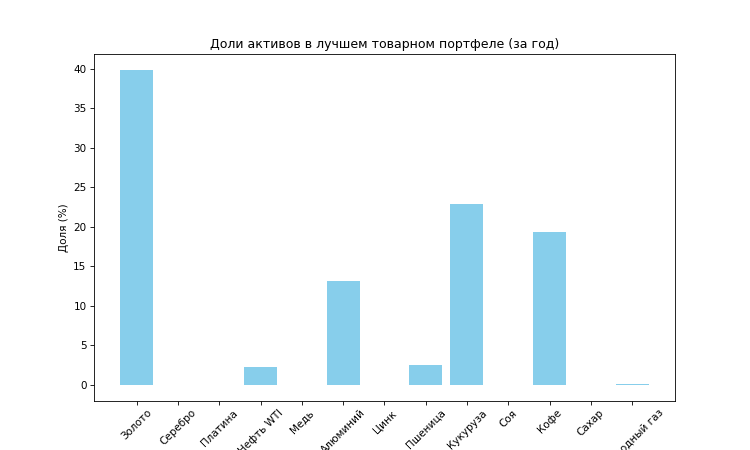 Доли активов в лучшем товарном портфеле (за год)
Доля (%)
40
35
30
25
20
15
10
5
0
Золото
Серебро
Платина
Нефть WTI
Медь
Алюминий
Цинк
Пшеница
Кукуруза
Соя
Кофе
Сахар
газ